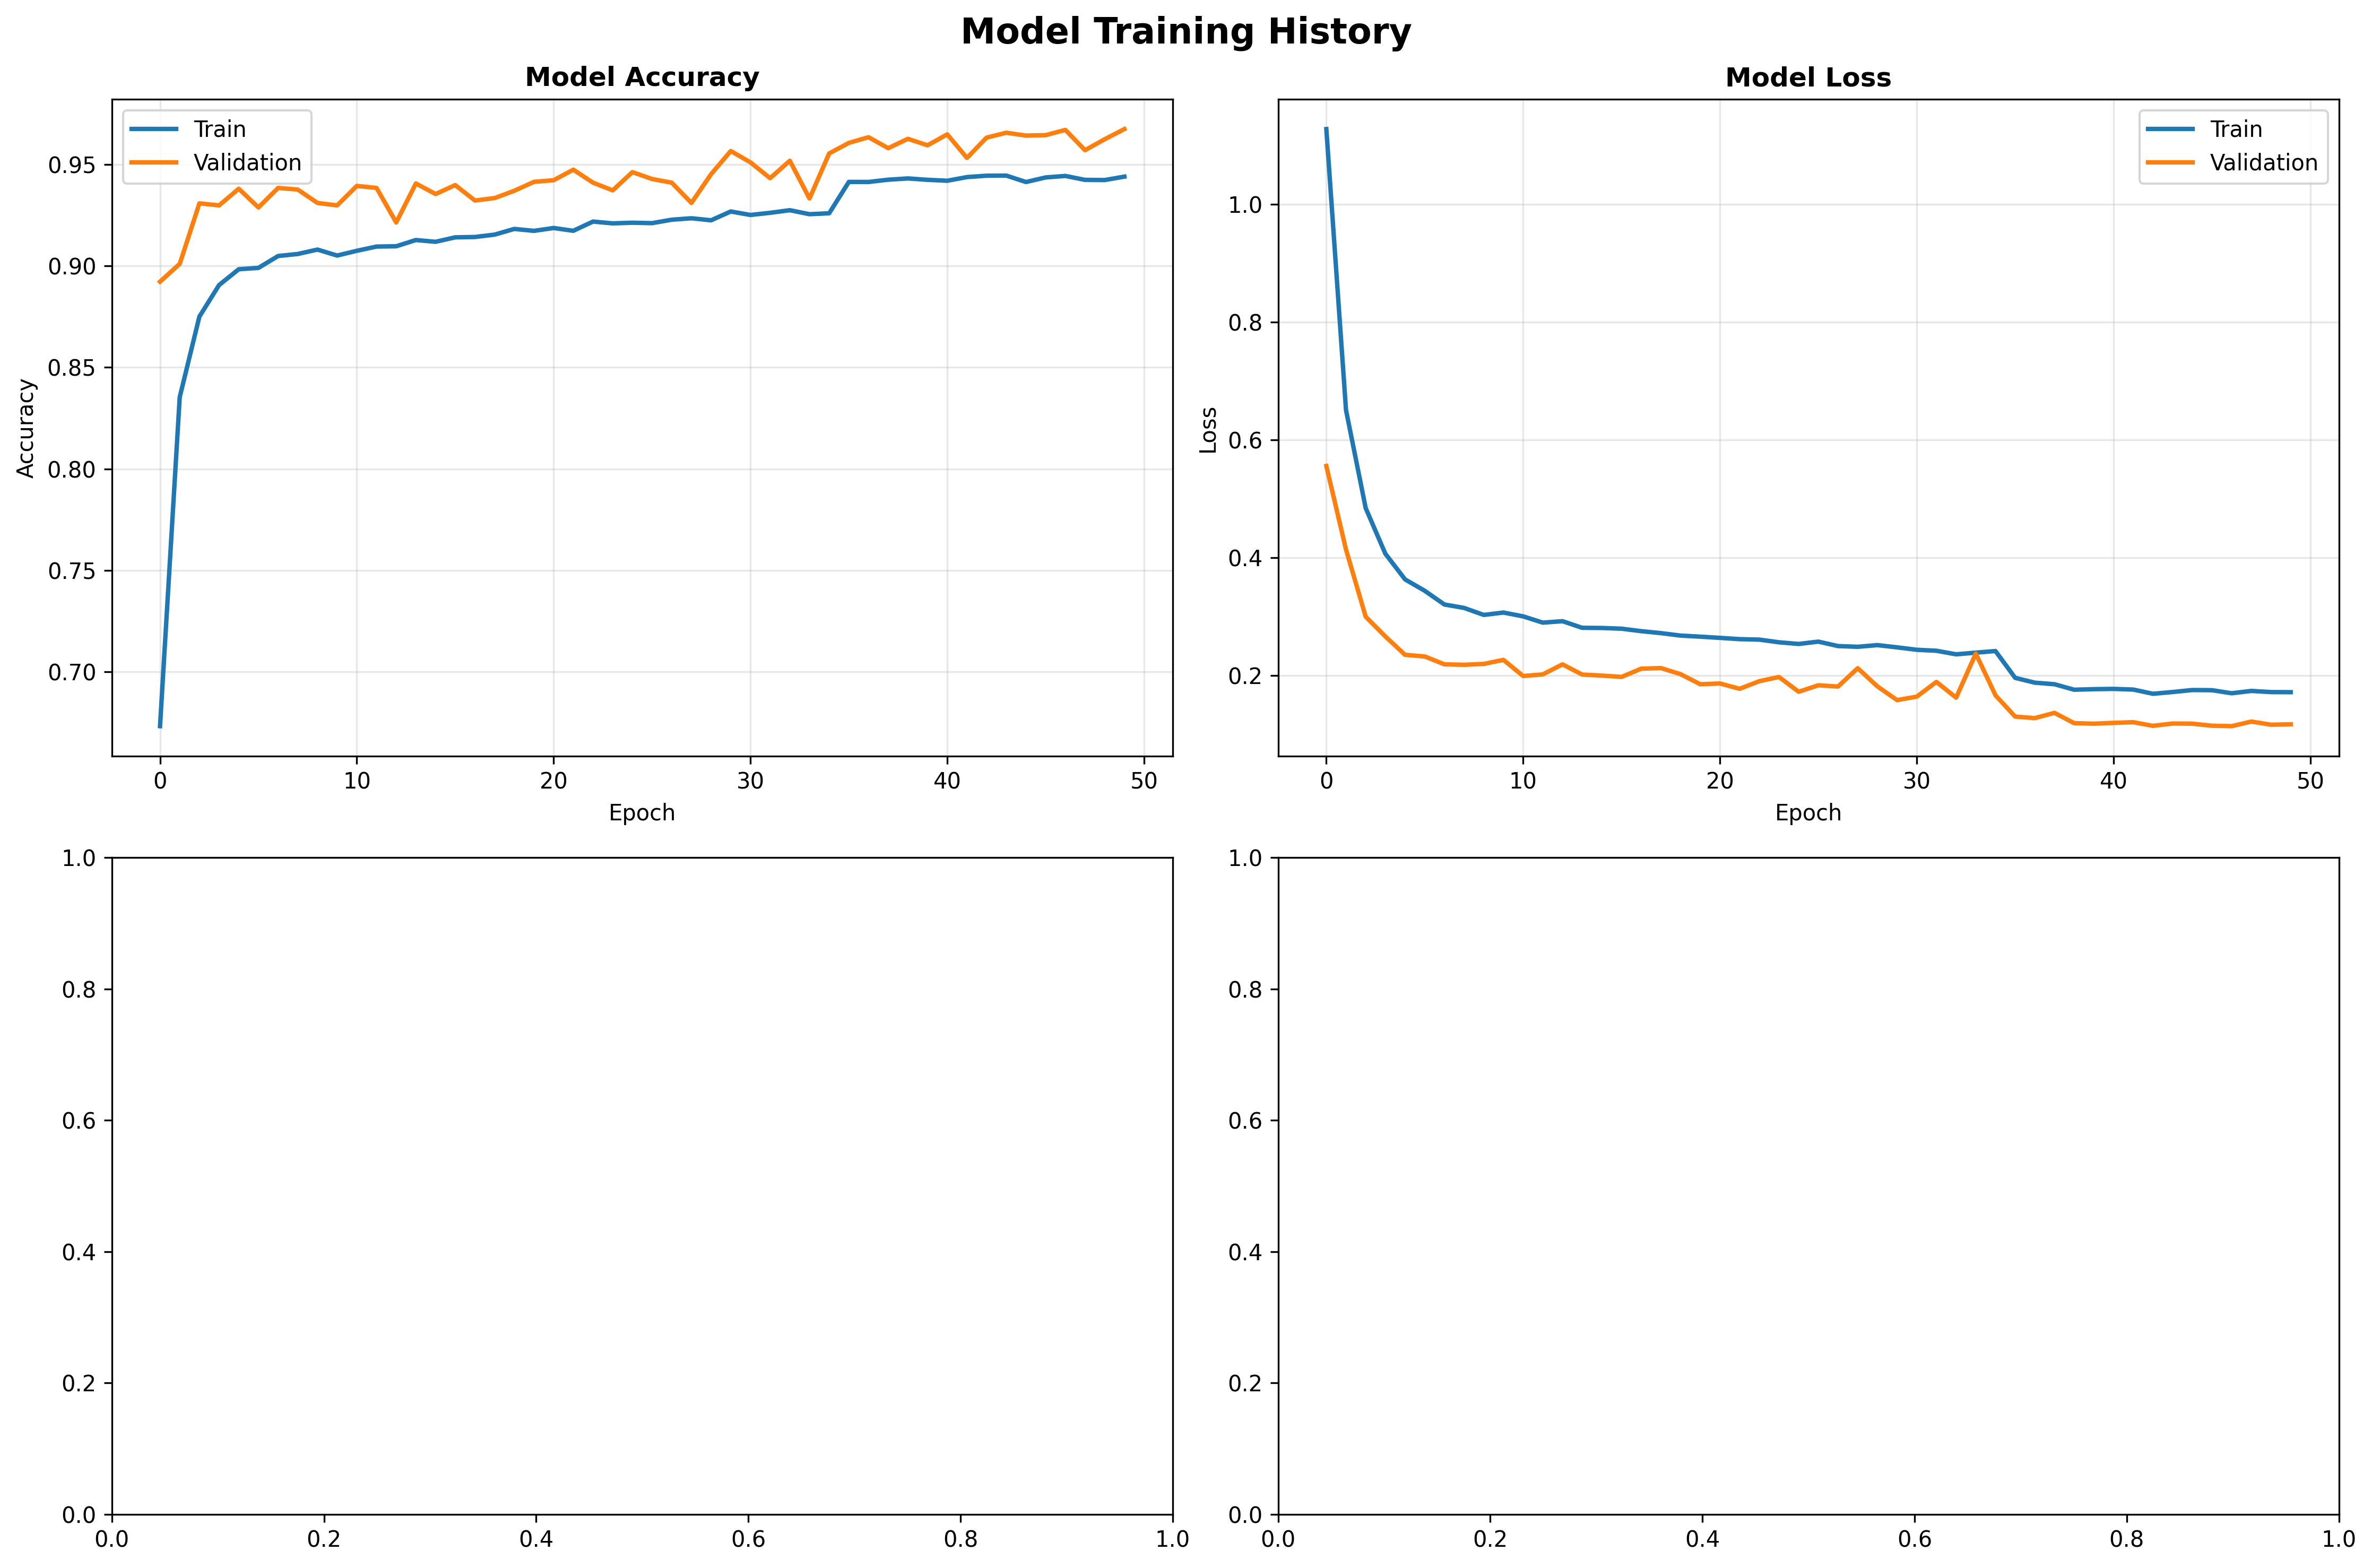 Model Training History
Model Accuracy
Train
Validation
0.95
0.90
0.85
0.80
0.75
0.70
Accuracy
0 10 20 30 40 50
Epoch
Model Loss
Train
Validation
1.0
0.8
0.6
0.4
0.2
Loss
0 10 20 30 40 50
Epoch
1.0
0.8
0.6
0.4
0.2
0.0
0.0 0.2 0.4 0.6 0.8 1.0
1.0
0.8
0.6
0.4
0.2
0.0
0.0 0.2 0.4 0.6 0.8 1.0